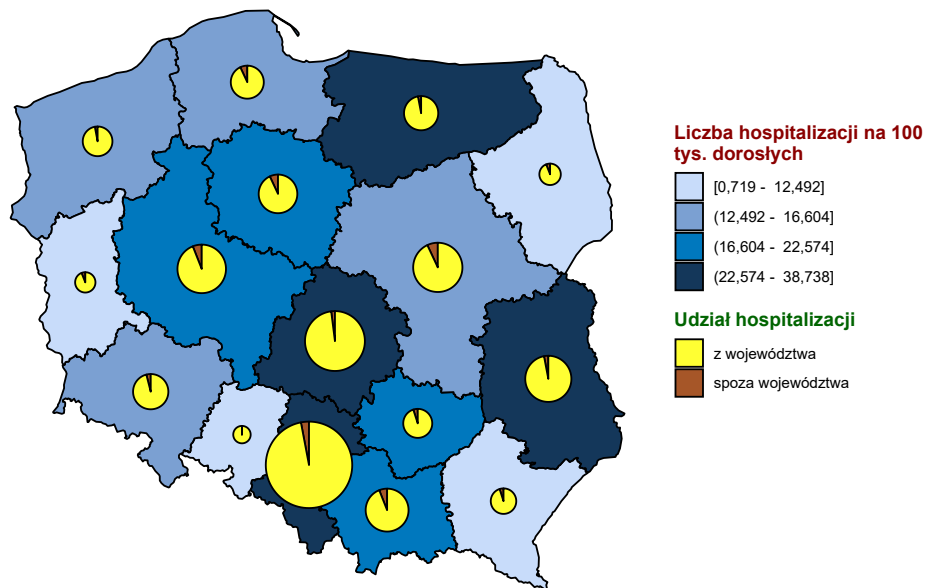 Liczba hospitalizacji na 100
tys. dorosłych
[0,719 - 12,492]
(12,492 - 16,604]
(16,604 - 22,574]
(22,574 - 38,738]
Udział hospitalizacji
z województwa
spoza województwa